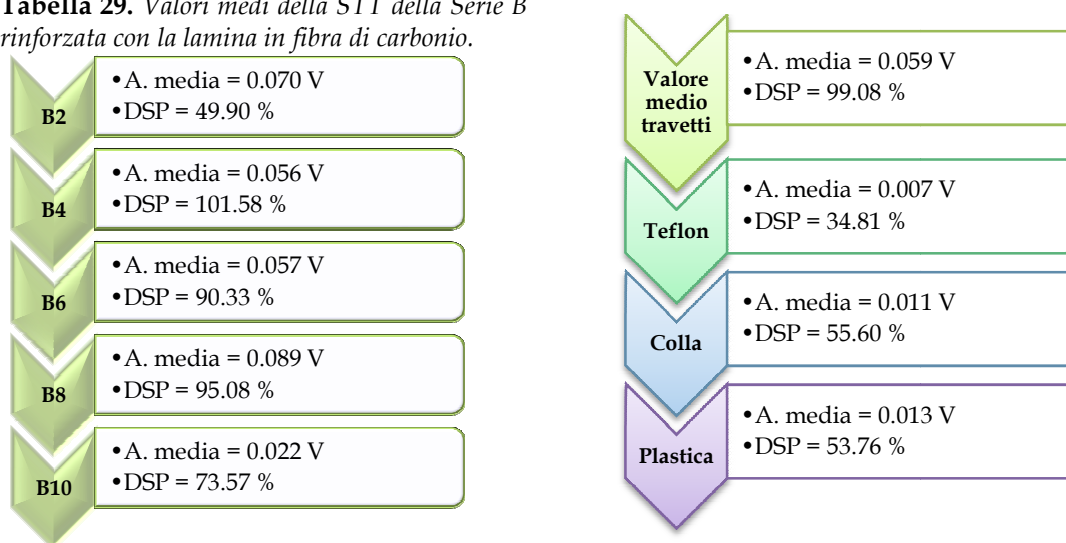 Tabella 29. Valori medi della STT della Serie B
rinforzata con la lamina in fibra di carbonio.
B2
•A. media = 0.070 V
•DSP = 49.90 %
B4
•A. media = 0.056 V
•DSP = 101.58 %
B6
•A. media = 0.057 V
•DSP = 90.33 %
B8
•A. media = 0.089 V
•DSP = 95.08 %
B10
•A. media = 0.022 V
•DSP = 73.57 %
Valore
medio
travetti
•A. media = 0.059 V
•DSP = 99.08 %
Teflon
•A. media = 0.007 V
•DSP = 34.81 %
Colla
•A. media = 0.011 V
•DSP = 55.60 %
Plastica
•A. media = 0.013 V
•DSP = 53.76 %